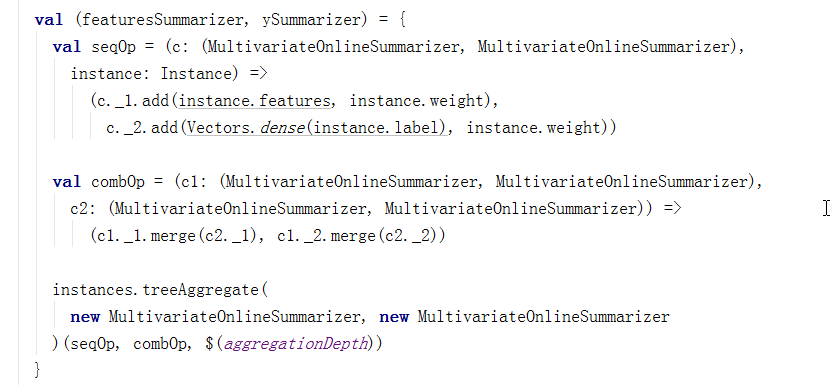 val (featuresSummarizer, ySummarizer) = {
val seqOp = (c: (MultivariateOnlineSummarizer, MultivariateOnlineSummarizer),
instance: Instance) =>
(c._1.add(instance.features, instance.weight),
c._2.add(Vectors.dense(instance.label), instance.weight))
val combOp = (c1: (MultivariateOnlineSummarizer, MultivariateOnlineSummarizer),
c2: (MultivariateOnlineSummarizer, MultivariateOnlineSummarizer)) =>
(c1._1.merge(c2._1), c1._2.merge(c2._2))
instances.treeAggregate(
new MultivariateOnlineSummarizer, new MultivariateOnlineSummarizer
)(seqOp, combOp, $(aggregationDepth))
}